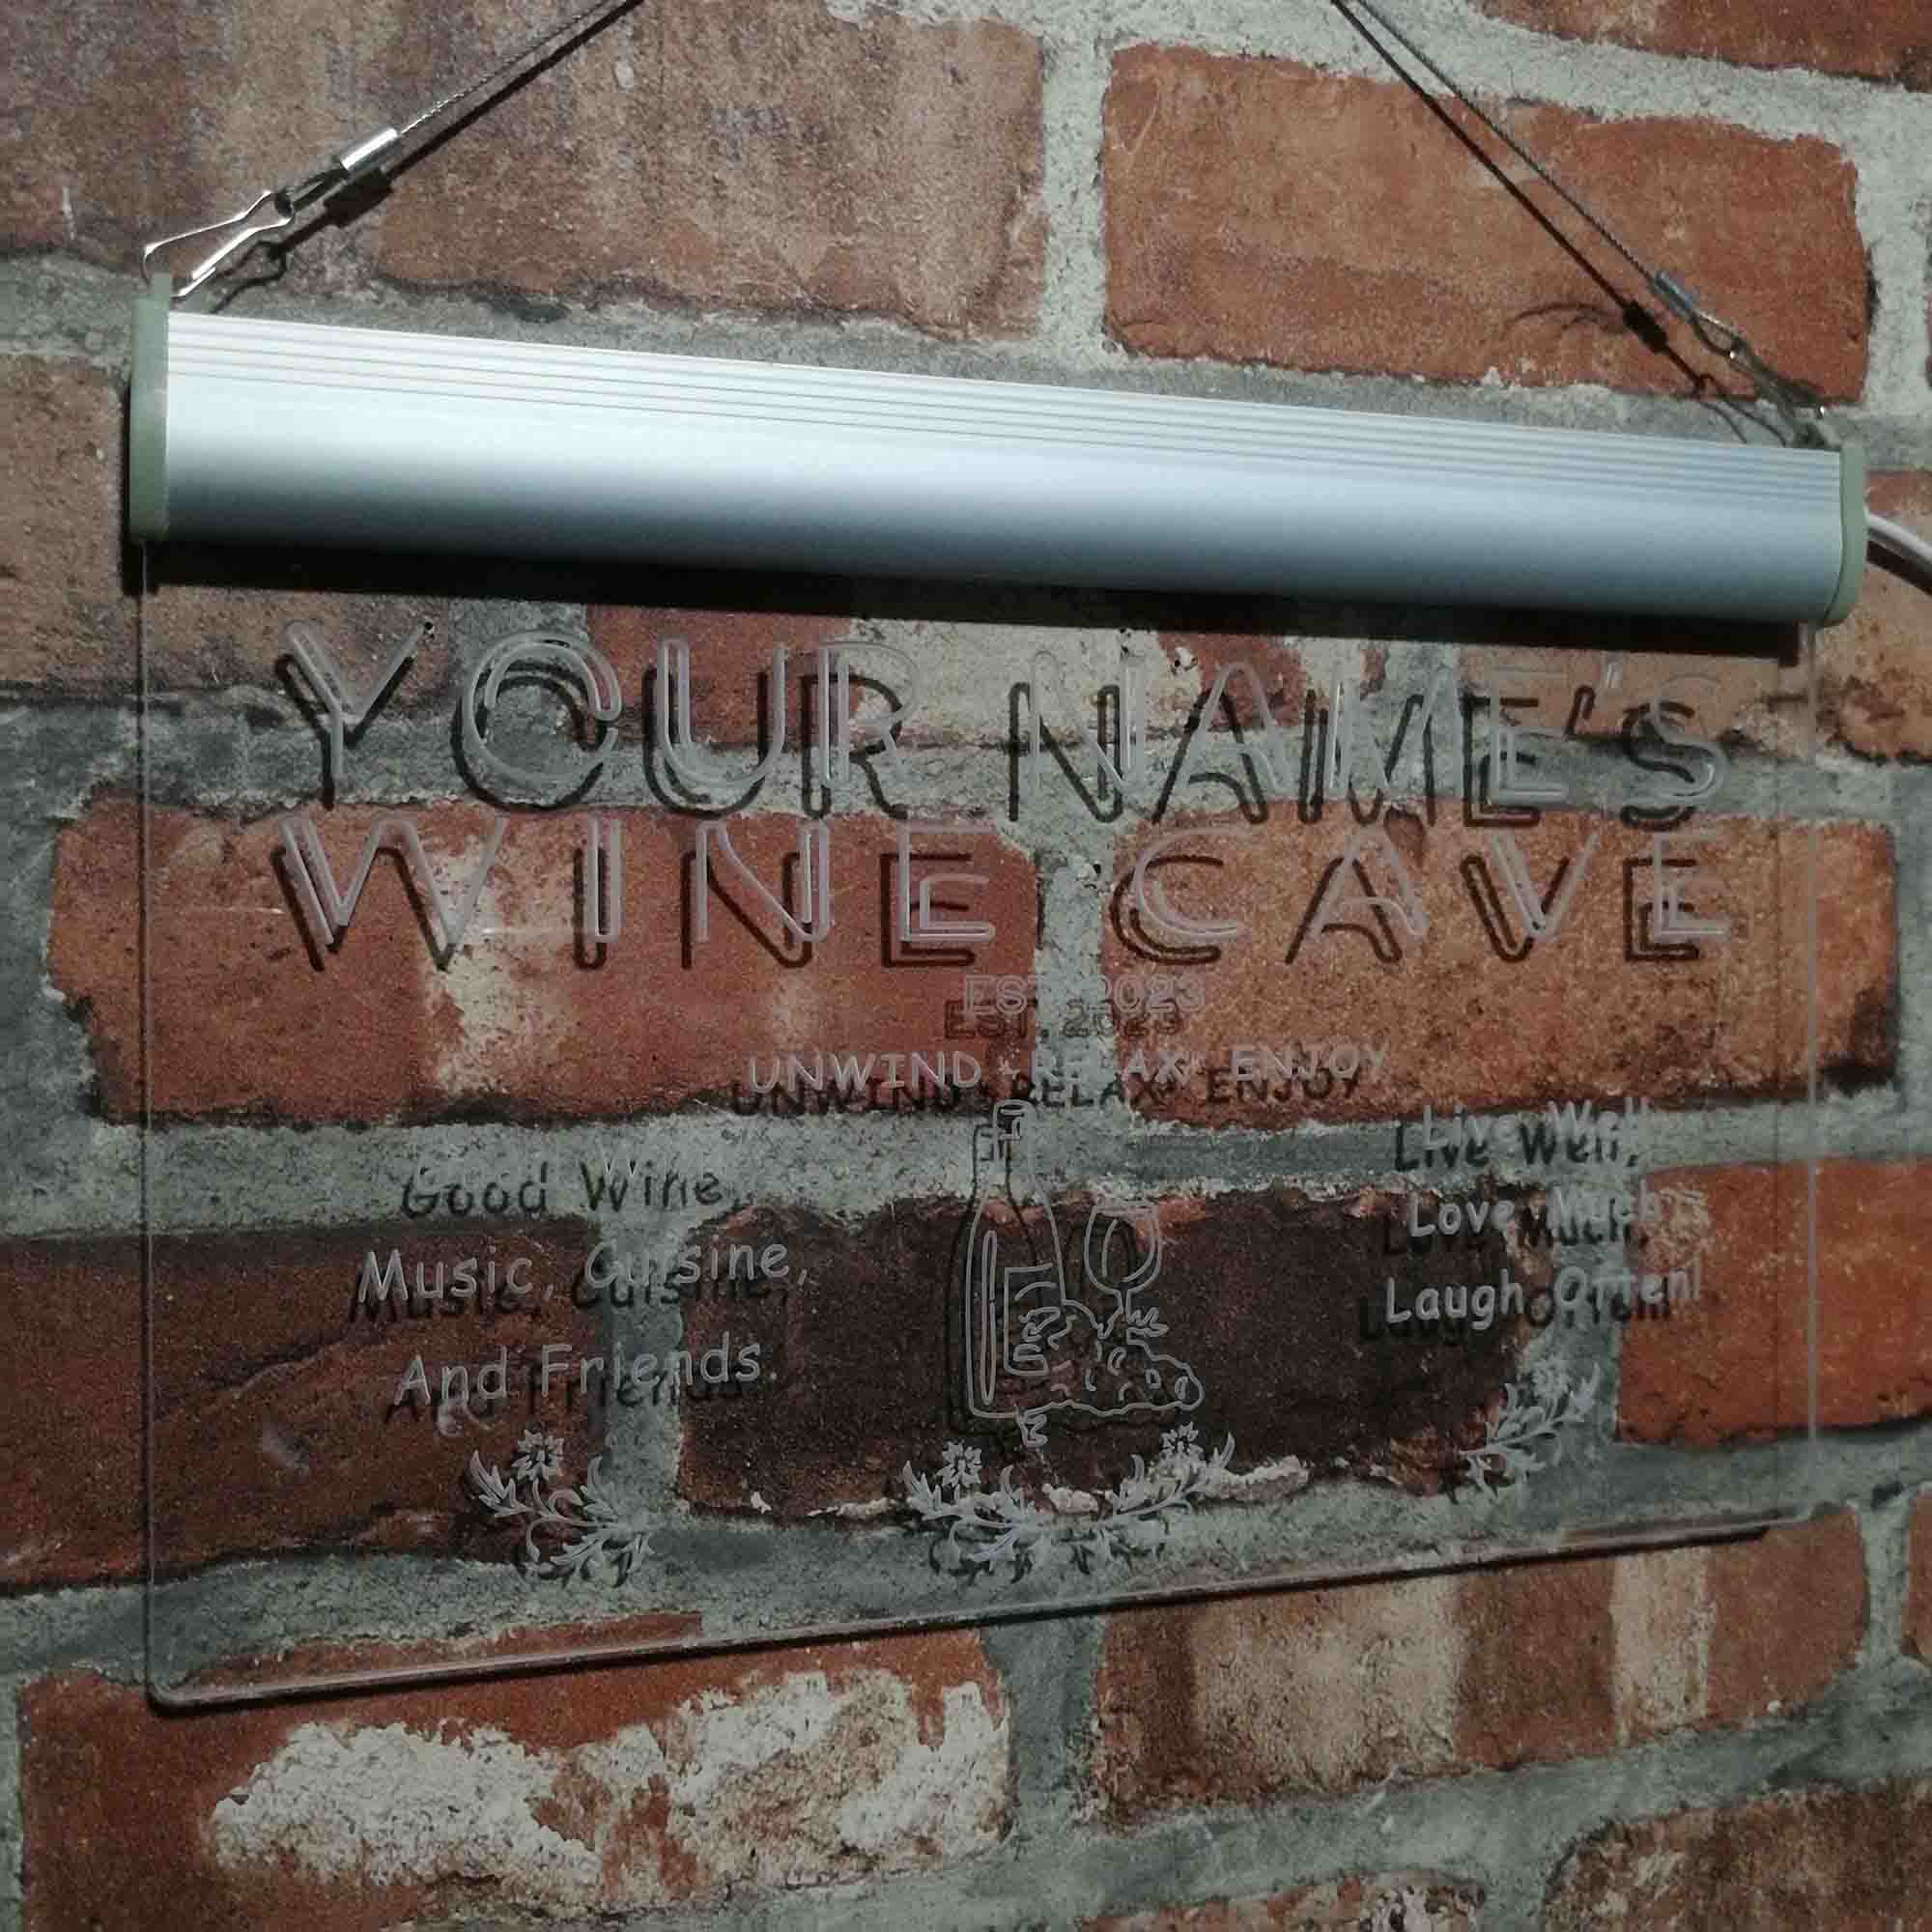 YOUR NAME'S
WINE CAVE
EST. 2023
UNWIND • RELAX • ENJOY
Good Wine,
Music, Cuisine,
And Friends
Live Well,
Love Much,
Laugh Often!